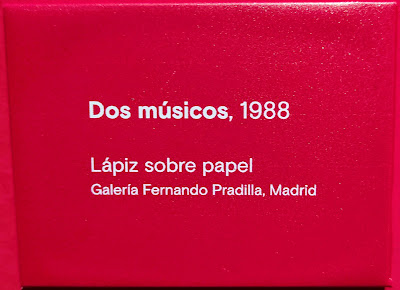 Dos músicos, 1988
Lápiz sobre papel
Galería Fernando Pradilla, Madrid